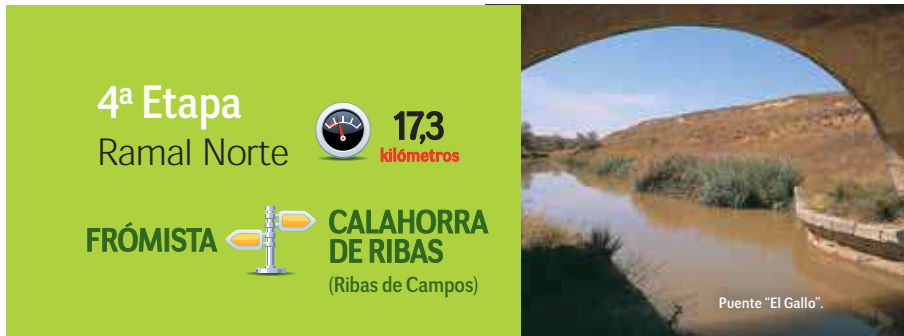 4ª Etapa
Ramal Norte
17,3
kilómetros
FRÓMISTA
CALAHORRA
DE RIBAS
(Ribas de Campos)
Puente “El Gallo”.